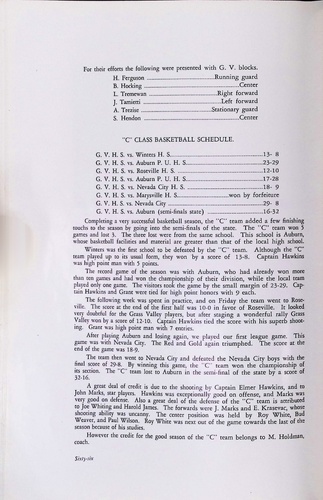 For their efforts the following were presented with G. V. blocks.
H. Ferguson ........................Running guard
B. Hocking ........................Center
L. Trenewan ........................Right forward
J. Tamietti ........................Left forward
A. Trezise ........................Stationary guard
S. Hendon ........................Center
"C" CLASS BASKETBALL SCHEDULE.
G. V. H. S. vs. Winters H. S. ........................13- 8
G. V. H. S. vs. Auburn P. U. H. S. ........................23-29
G. V. H. S. vs. Roseville H. S. ........................12-10
G. V. H. S. vs. Auburn P. U. H. S. ........................17-28
G. V. H. S. vs. Nevada City H. S. ........................18- 9
G. V. H. S. vs. Marysville H. S. ........................won by forfeiture
G. V. H. S. vs. Nevada City ........................29- 8
G. V. H. S. vs. Auburn (semi-finals state) ........................16-32
Completing a very successful basketball season, the "C" team added a few finishing
touches to the season by going into the semi-finals of the state. The "C" team won 5
games and lost 3. The three lost were from the same school. This school is Auburn,
whose basketball facilities and material are greater than that of the local high school.
Winters was the first school to be defeated by the "C" team. Although the "C"
team played up to its usual form, they won by a score of 13-8. Captain Hawkins
was high point man with 5 points.
The record game of the season was with Auburn, who had already won more
than ten games and had won the championship of their division, while the local team
played only one game. The visitors took the game by the small margin of 23-29. Cap-
tain Hawkins and Grant were tied for high point honors with 9 each.
The following week was spent in practice, and on Friday the team went to Rose-
ville. The score at the end of the first half was 10-0 in favor of Roseville. It looked
very doubtful for the Grass Valley players, but after staging a wonderful rally Grass
Valley won by a score of 12-10. Captain Hawkins tied the score with his superb shoot-
ing. Grant was high point man with 7 entries.
After playing Auburn and losing again, we played our first league game. This
game was with Nevada City. The Red and Gold again triumphed. The score at the
end of the game was 18-9.
The team then went to Nevada City and defeated the Nevada City boys with the
final score of 29-8. By winning this game, the "C" team won the championship of
its section. The "C" team lost to Auburn in the semi-final of the state by a score of
32-16.
A great deal of credit is due to the shooting by Captain Elmer Hawkins, and to
John Marks, star players. Hawkins was exceptionally good on offense, and Marks was
very good on defense. Also a great deal of the defense of the "C" team is attributed
to Joe Whiting and Harold James. The forwards were J. Marks and E. Krasevac, whose
shooting ability was uncanny. The center position was held by Roy White, Bud
Weaver, and Paul Wilson. Roy White was next out of the game towards the last of the
season because of his studies.
However the credit for the good season of the "C" team belongs to M. Holdman,
coach.
Sixty-six